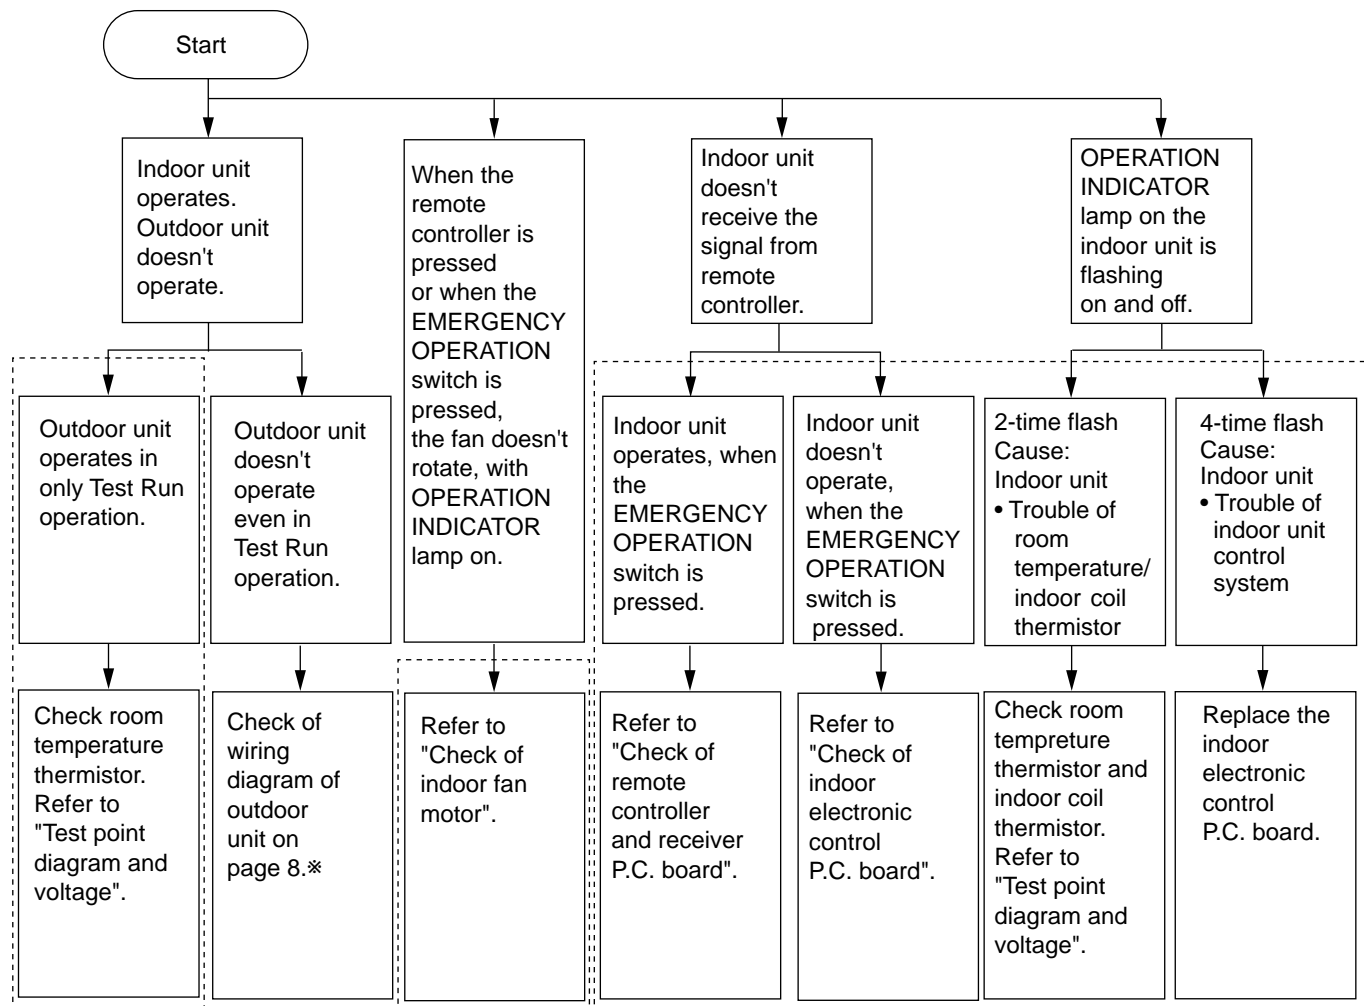 Start
Indoor unit
operates.
Outdoor unit
doesn't
operate.
When the
remote
controller is
pressed
or when the
EMERGENCY
OPERATION
switch is
pressed,
the fan doesn't
rotate, with
OPERATION
INDICATOR
lamp on.
Indoor unit
doesn't
receive the
signal from
remote
controller.
OPERATION
INDICATOR
lamp on the
indoor unit is
flashing
on and off.
Outdoor unit
operates in
only Test Run
operation.
Outdoor unit
doesn't
operate
even in
Test Run
operation.
Indoor unit
operates, when
the
EMERGENCY
OPERATION
switch is
pressed.
Indoor unit
doesn't
operate,
when the
EMERGENCY
OPERATION
switch is
pressed.
2-time flash
Cause:
Indoor unit
• Trouble of
room
temperature/
indoor coil
thermistor
4-time flash
Cause:
Indoor unit
• Trouble of
indoor unit
control
system
Check room
temperature
thermistor.
Refer to
"Test point
diagram and
voltage".
Check of
wiring
diagram of
outdoor
unit on
page 8.※
Refer to
"Check of
indoor fan
motor".
Refer to
"Check of
remote
controller
and receiver
P.C. board".
Refer to
"Check of
indoor
electronic
control
P.C. board".
Check room
tempreture
thermistor and
indoor coil
thermistor.
Refer to
"Test point
diagram and
voltage".
Replace the
indoor
electronic
control
P.C. board.